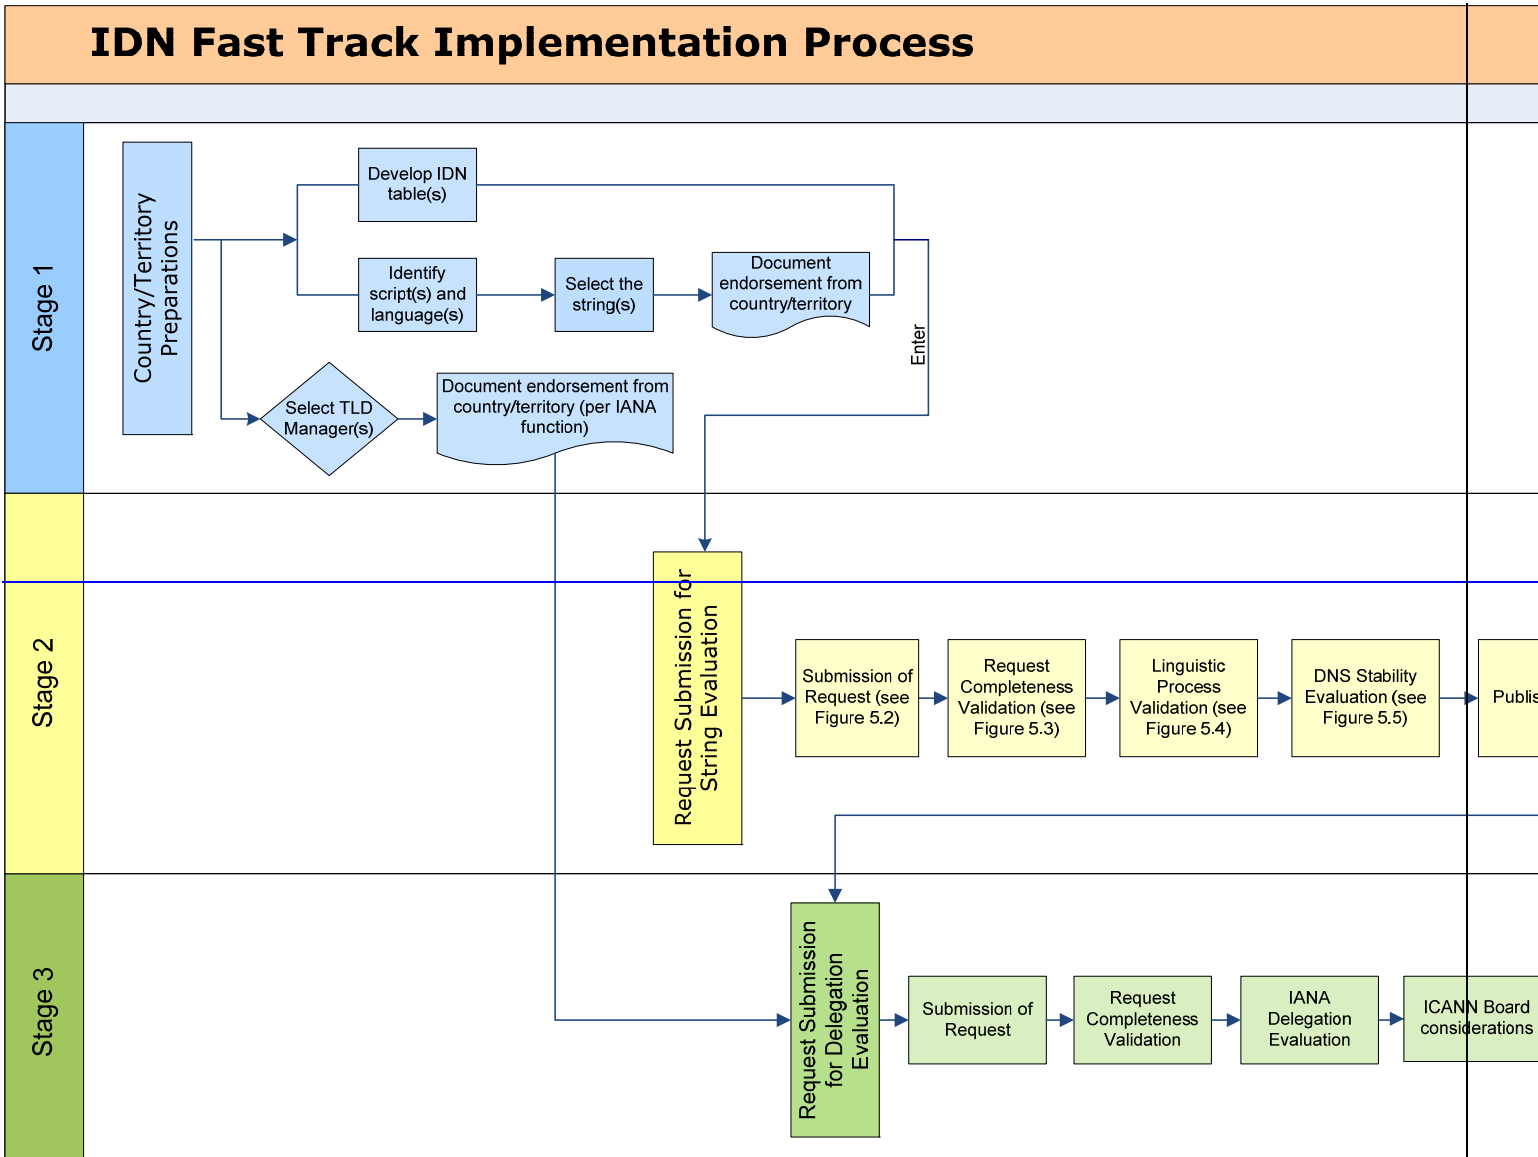 IDN Fast Track Implementation Process
Stage 1
Country/Territory
Preparations
Develop IDN
table(s)
Identify
script(s) and
language(s)
Select the
string(s)
Document
endorsement from
country/territory
Enter
Select TLD
Manager(s)
Document endorsement from
country/territory (per IANA
function)
Stage 2
Request Submission for
String Evaluation
Submission of
Request (see
Figure 5.2)
Request
Completeness
Validation (see
Figure 5.3)
Linguistic
Process
Validation (see
Figure 5.4)
DNS Stability
Evaluation (see
Figure 5.5)
Publis
Stage 3
Request Submission
for Delegation
Evaluation
Submission of
Request
Request
Completeness
Validation
IANA
Delegation
Evaluation
ICANN Board
considerations